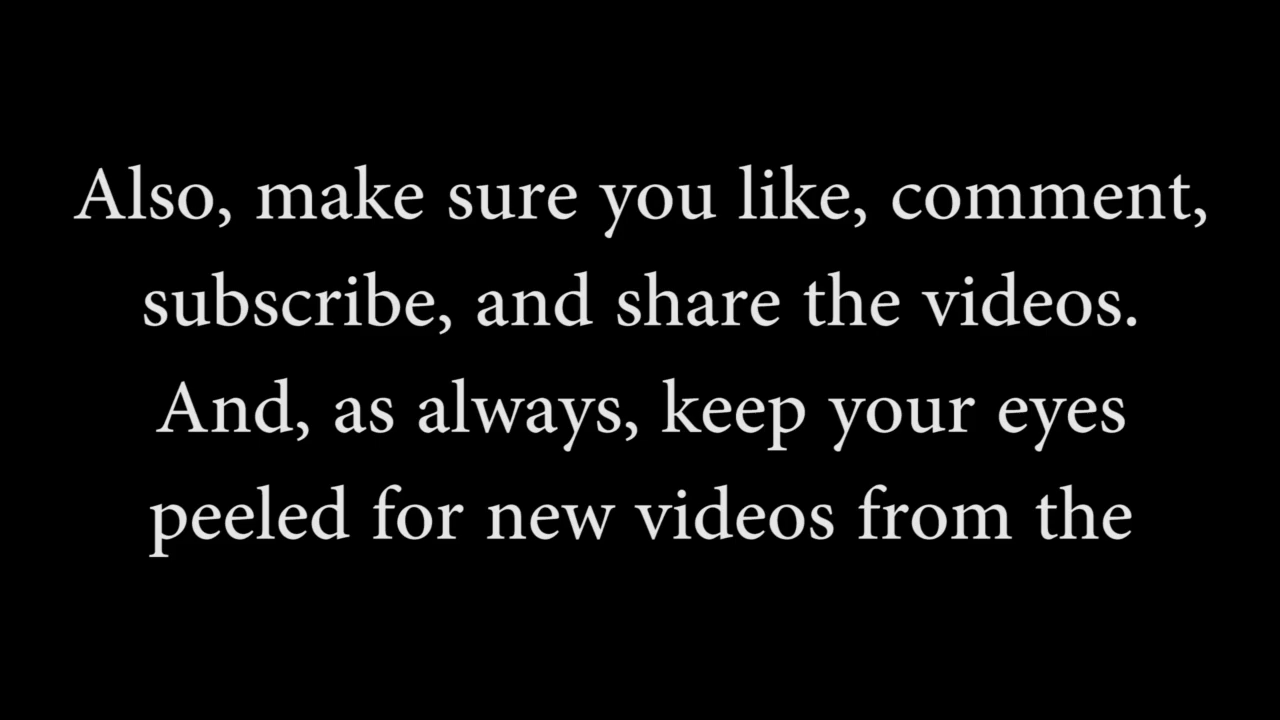 Also, make sure you like, comment,
subscribe, and share the videos.
And, as always, keep your eyes
peeled for new videos from the